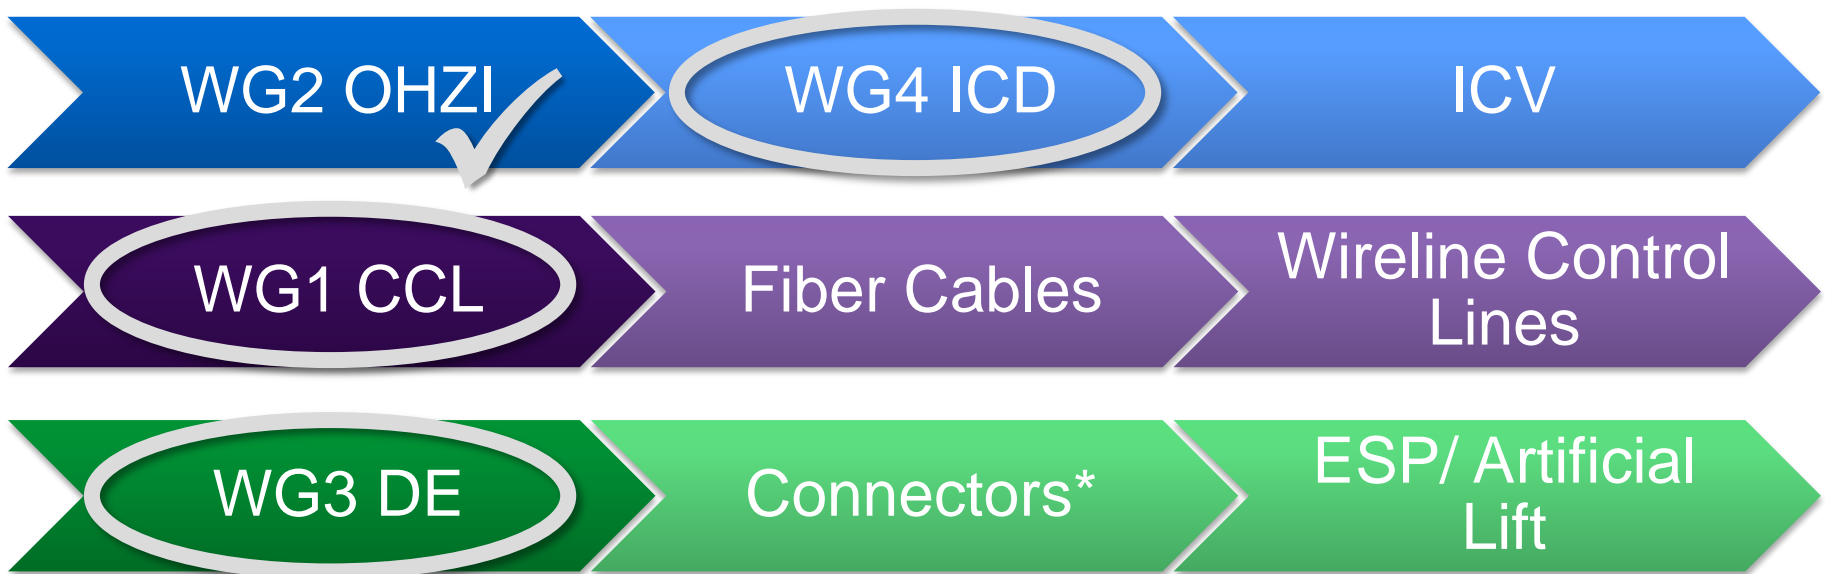 WG2 OHZI
WG4 ICD
ICV
WG1 CCL
Fiber Cables
Wireline Control
Lines
WG3 DE
Connectors*
ESP/ Artificial
Lift